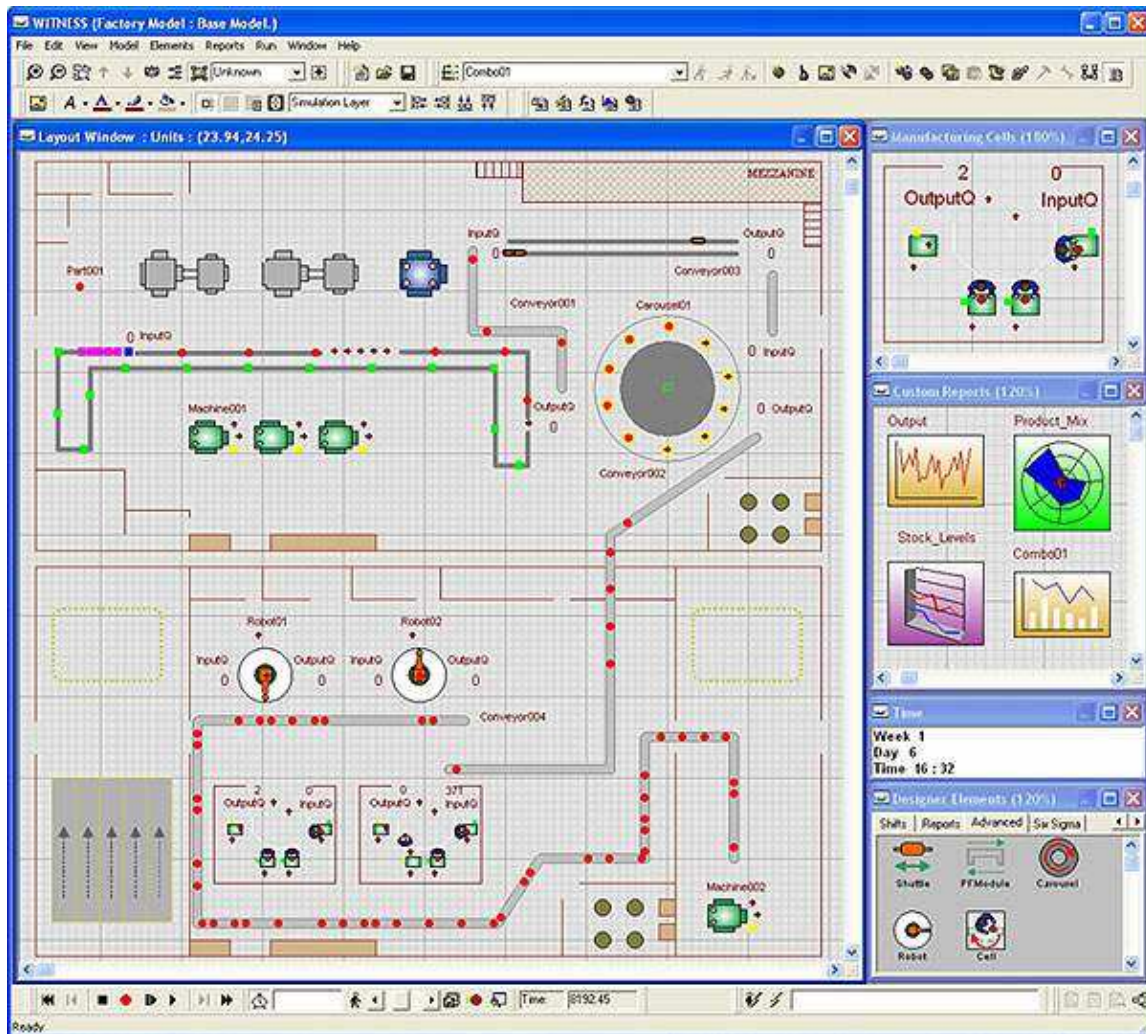 WITNESS (Factory Model : Base Model.)
File Edit View Model Elements Reports Run Window Help
Unknown
Combo01
Simulation Layer
Layout Window : Units : (23.94,24.25)
MEZZANINE
InputQ
0
OutputQ
0
Part001
Conveyor003
Conveyor001
Carousel01
0 InputQ
0 InputQ
Machine001
OutputQ
0
0 OutputQ
Conveyor002
Robot01
Robot02
InputQ
0
OutputQ
0
InputQ
0
OutputQ
0
Conveyor004
2
0
OutputQ
InputQ
0
371
OutputQ
InputQ
Machine002
Manufacturing Cells (180%)
2
0
OutputQ
InputQ
Custom Reports (120%)
Output
Product_Mix
Stock_Levels
Combo01
Time
Week 1
Day 6
Time 16 : 32
Designer Elements (120%)
Shifts
Reports
Advanced
Six Sigma
Shuttle
PFModule
Carousel
Robot
Cell
Time:
8192.45
Ready